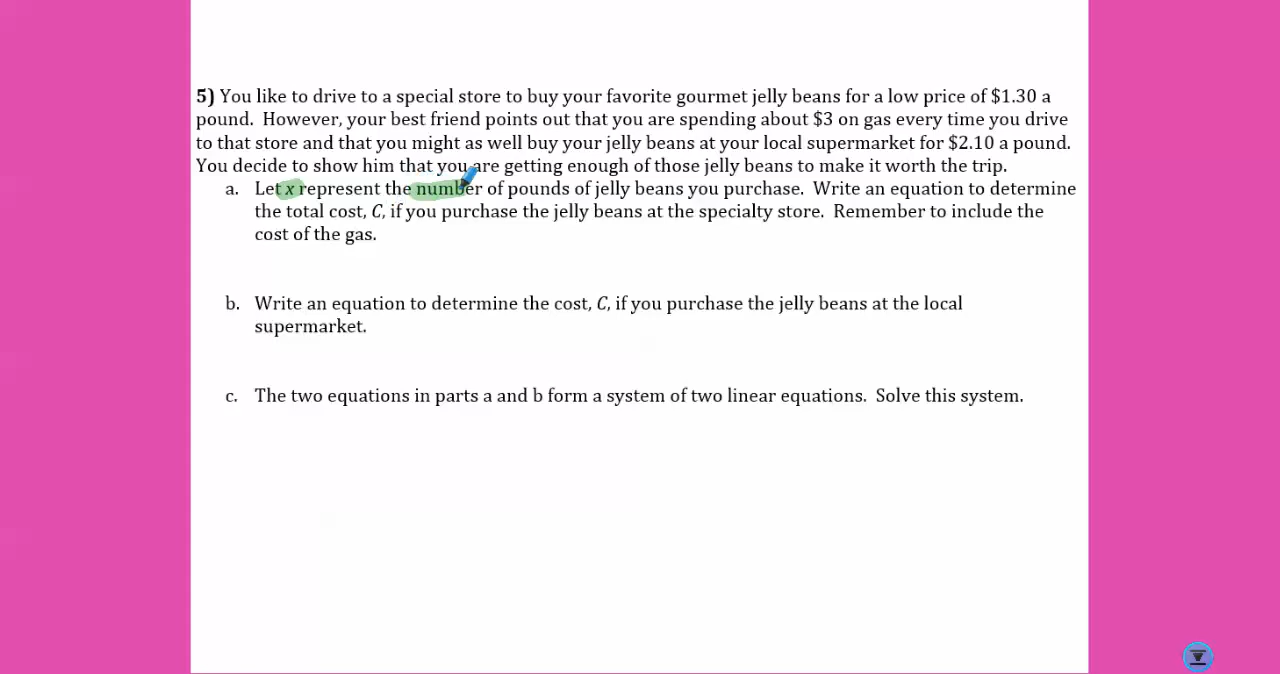 5) You like to drive to a special store to buy your favorite gourmet jelly beans for a low price of $1.30 a
pound.  However, your best friend points out that you are spending about $3 on gas every time you drive
to that store and that you might as well buy your jelly beans at your local supermarket for $2.10 a pound.
You decide to show him that you are getting enough of those jelly beans to make it worth the trip.
a. Let x represent the number of pounds of jelly beans you purchase.  Write an equation to determine
the total cost, C, if you purchase the jelly beans at the specialty store.  Remember to include the
cost of the gas.
b. Write an equation to determine the cost, C, if you purchase the jelly beans at the local
supermarket.
c. The two equations in parts a and b form a system of two linear equations.  Solve this system.